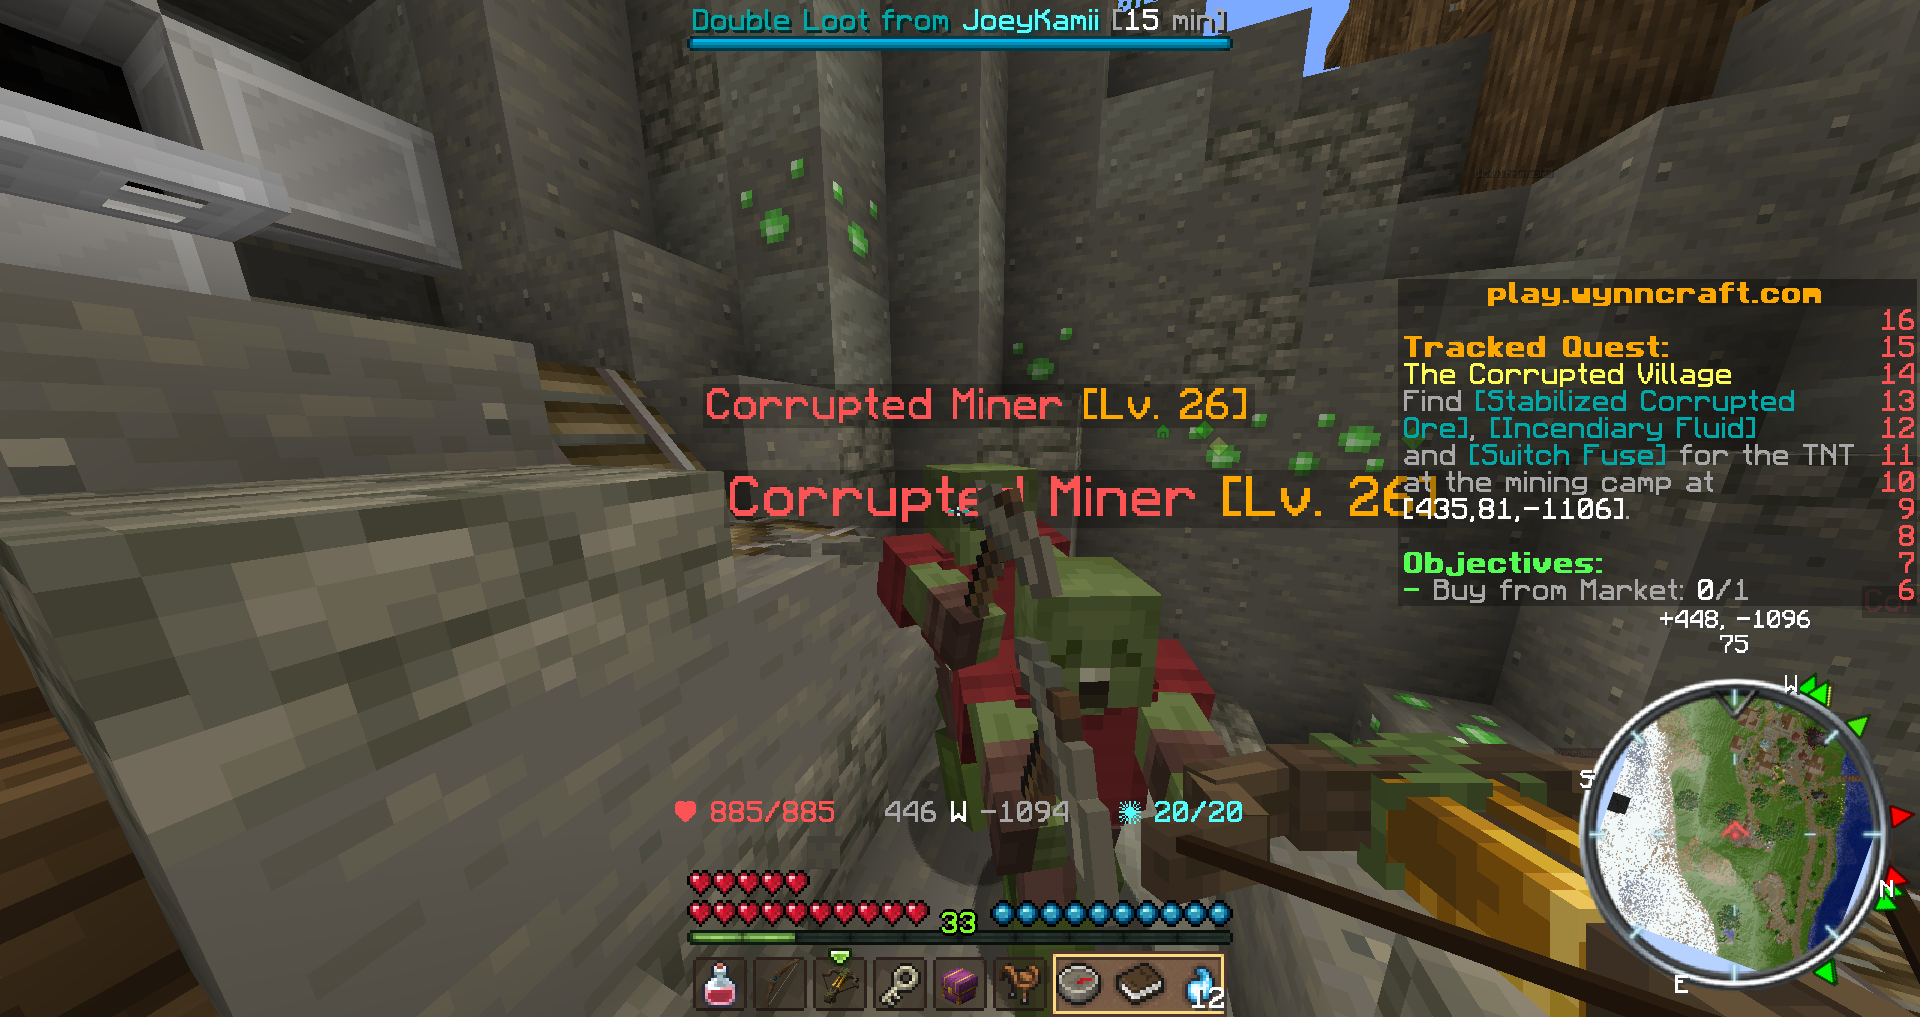 Double Loot from JoeyKamii [15 min]
Corrupted Miner [Lv. 26]
Corrupted Miner [Lv. 26]
play.wynncraft.com
16
Tracked Quest: 15
The Corrupted Village 14
Find [Stabilized Corrupted 13
Ore], [Incendiary Fluid] 12
and [Switch Fuse] for the TNT 11
at the mining camp at 10
[435,81,-1106]. 9
8
Objectives: 7
- Buy from Market: 0/1 6
+448, -1096
75
W
S
N
E
885/885 446 W -1094 20/20
33
12